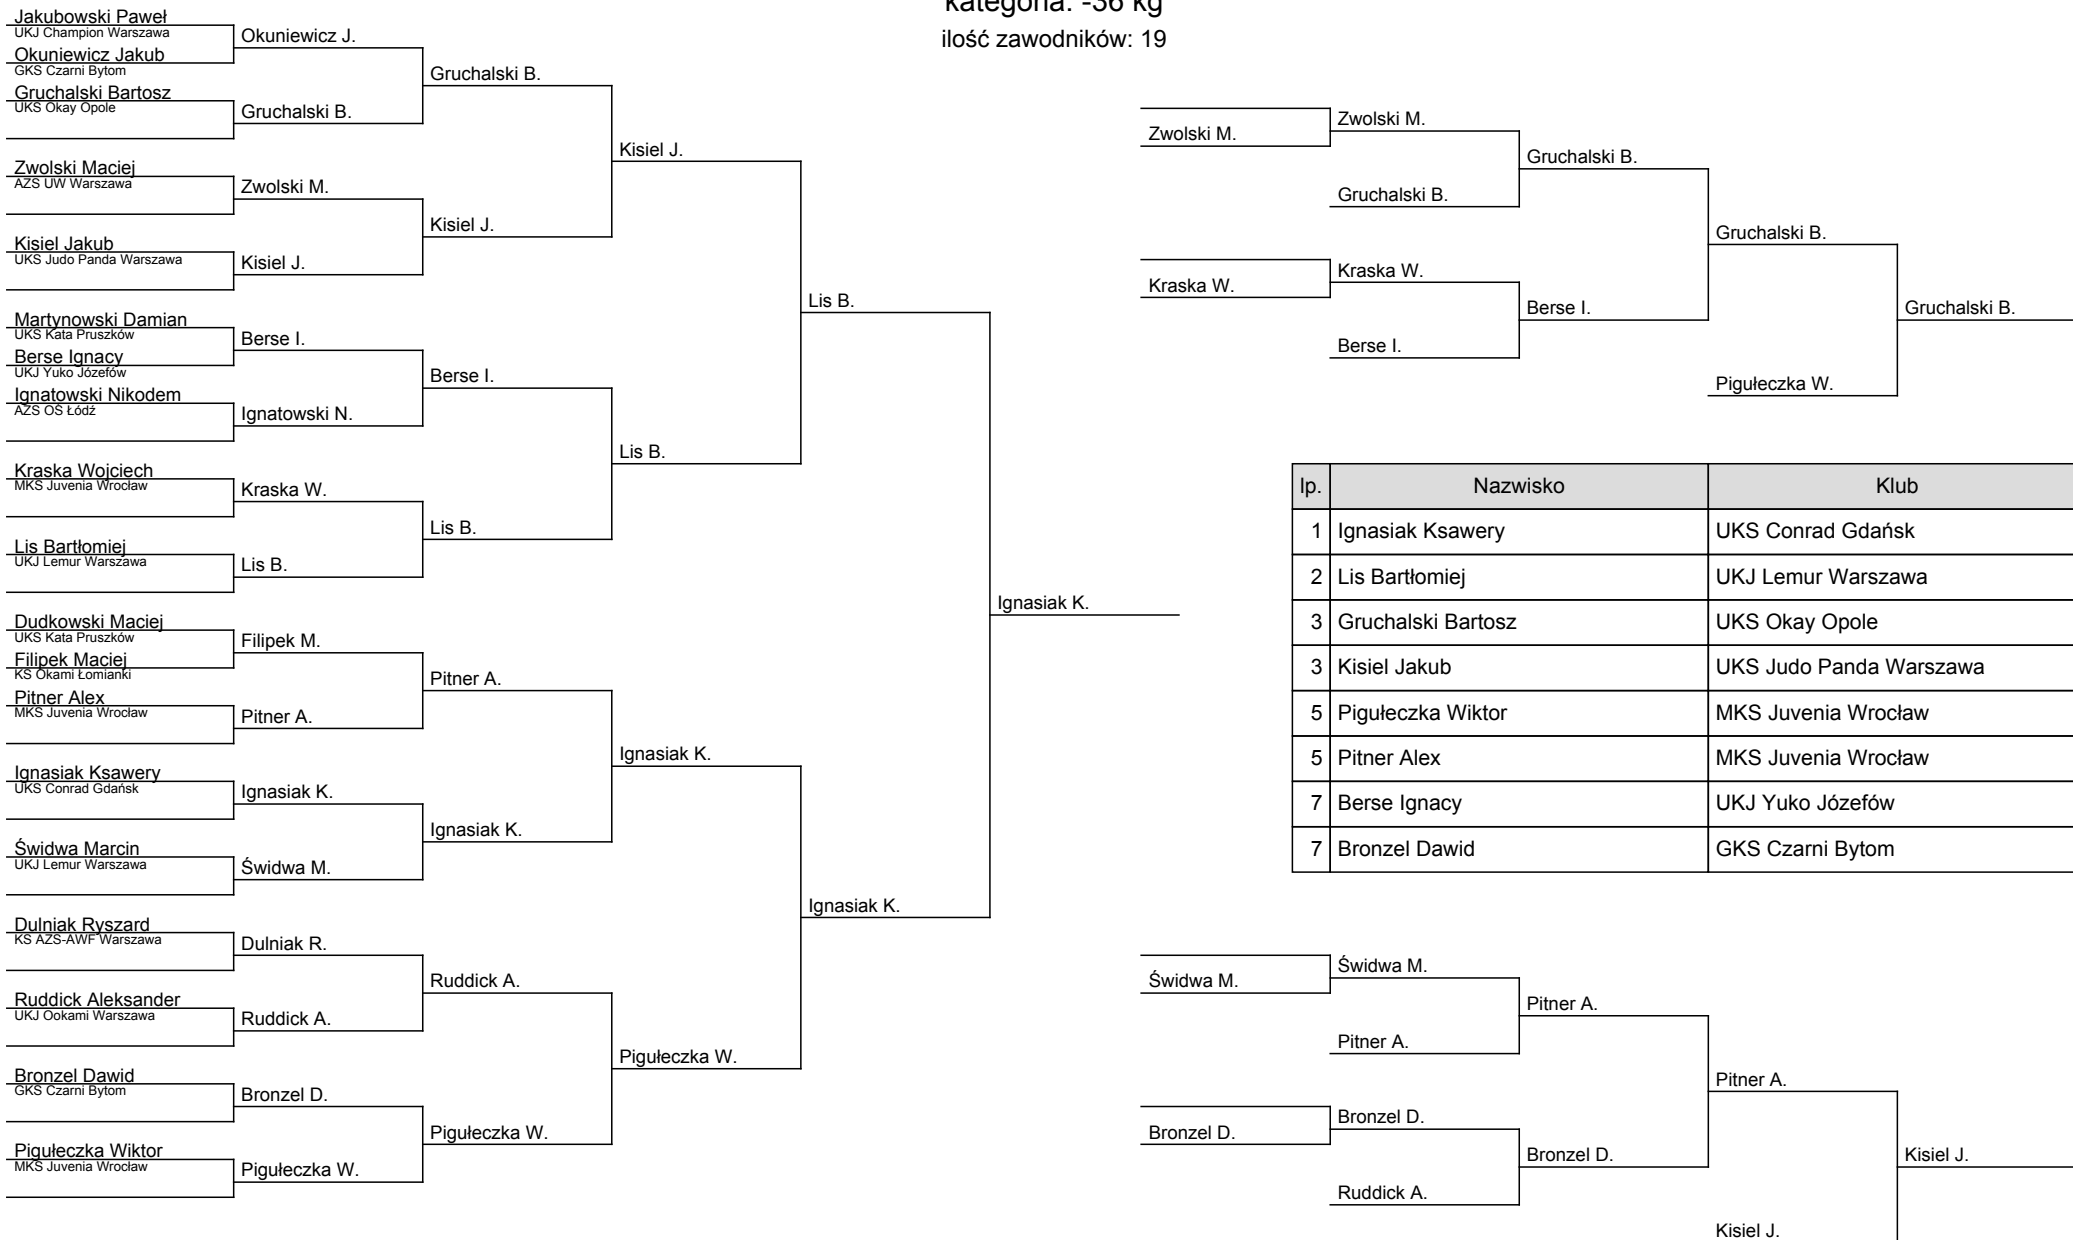 kategoria: -36 kg
ilość zawodników: 19
Jakubowski Paweł
UKJ Champion Warszawa
Okuniewicz Jakub
GKS Czarni Bytom
Gruchalski Bartosz
UKS Okay Opole
Zwolski Maciej
AZS UW Warszawa
Kisiel Jakub
UKS Judo Panda Warszawa
Martynowski Damian
UKS Kata Pruszków
Berse Ignacy
UKJ Yuko Józefów
Ignatowski Nikodem
AZS OŚ Łódź
Kraska Wojciech
MKS Juvenia Wrocław
Lis Bartłomiej
UKJ Lemur Warszawa
Dudkowski Maciej
UKS Kata Pruszków
Filipek Maciej
KS Okami Łomianki
Pitner Alex
MKS Juvenia Wrocław
Ignasiak Ksawery
UKS Conrad Gdańsk
Świdwa Marcin
UKJ Lemur Warszawa
Dulniak Ryszard
KS AZS-AWF Warszawa
Ruddick Aleksander
UKJ Ookami Warszawa
Bronzel Dawid
GKS Czarni Bytom
Pigułeczka Wiktor
MKS Juvenia Wrocław
Okuniewicz J.
Gruchalski B.
Zwolski M.
Kisiel J.
Berse I.
Ignatowski N.
Kraska W.
Lis B.
Filipek M.
Pitner A.
Ignasiak K.
Świdwa M.
Dulniak R.
Ruddick A.
Bronzel D.
Pigułeczka W.
Gruchalski B.
Kisiel J.
Berse I.
Lis B.
Pitner A.
Ignasiak K.
Ruddick A.
Pigułeczka W.
Kisiel J.
Lis B.
Ignasiak K.
Pigułeczka W.
Lis B.
Ignasiak K.
Ignasiak K.
Zwolski M.
Kraska W.
Zwolski M.
Gruchalski B.
Kraska W.
Berse I.
Gruchalski B.
Berse I.
Gruchalski B.
Pigułeczka W.
Gruchalski B.
lp. Nazwisko Klub
1 Ignasiak Ksawery UKS Conrad Gdańsk
2 Lis Bartłomiej UKJ Lemur Warszawa
3 Gruchalski Bartosz UKS Okay Opole
3 Kisiel Jakub UKS Judo Panda Warszawa
5 Pigułeczka Wiktor MKS Juvenia Wrocław
5 Pitner Alex MKS Juvenia Wrocław
7 Berse Ignacy UKJ Yuko Józefów
7 Bronzel Dawid GKS Czarni Bytom
Świdwa M.
Bronzel D.
Świdwa M.
Pitner A.
Bronzel D.
Ruddick A.
Pitner A.
Bronzel D.
Pitner A.
Kisiel J.
Kisiel J.